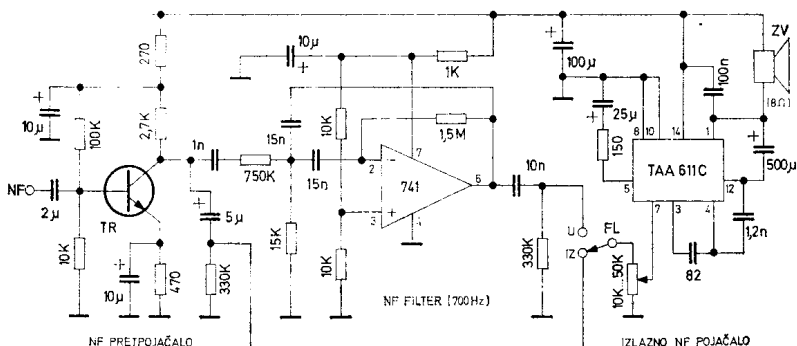 270
10µ
+
10µ
+
2,7K
100K
NF
2µ
TR
10K
10µ
+
470
1n
750K
5µ
+
330K
15K
15n
15n
10K
10K
1K
1,5M
2
3
7
4
6
741
-
+
10n
330K
NF FILTER (700Hz)
U
IZ
FL
10K
50K
100µ
+
25µ
+
150
8
10
14
1
5
12
7
3
4
TAA 611C
100n
ZV
(8Ω)
500µ
+
1,2n
82
NF PRETPOJAČALO
IZLAZNO NF POJAČALO